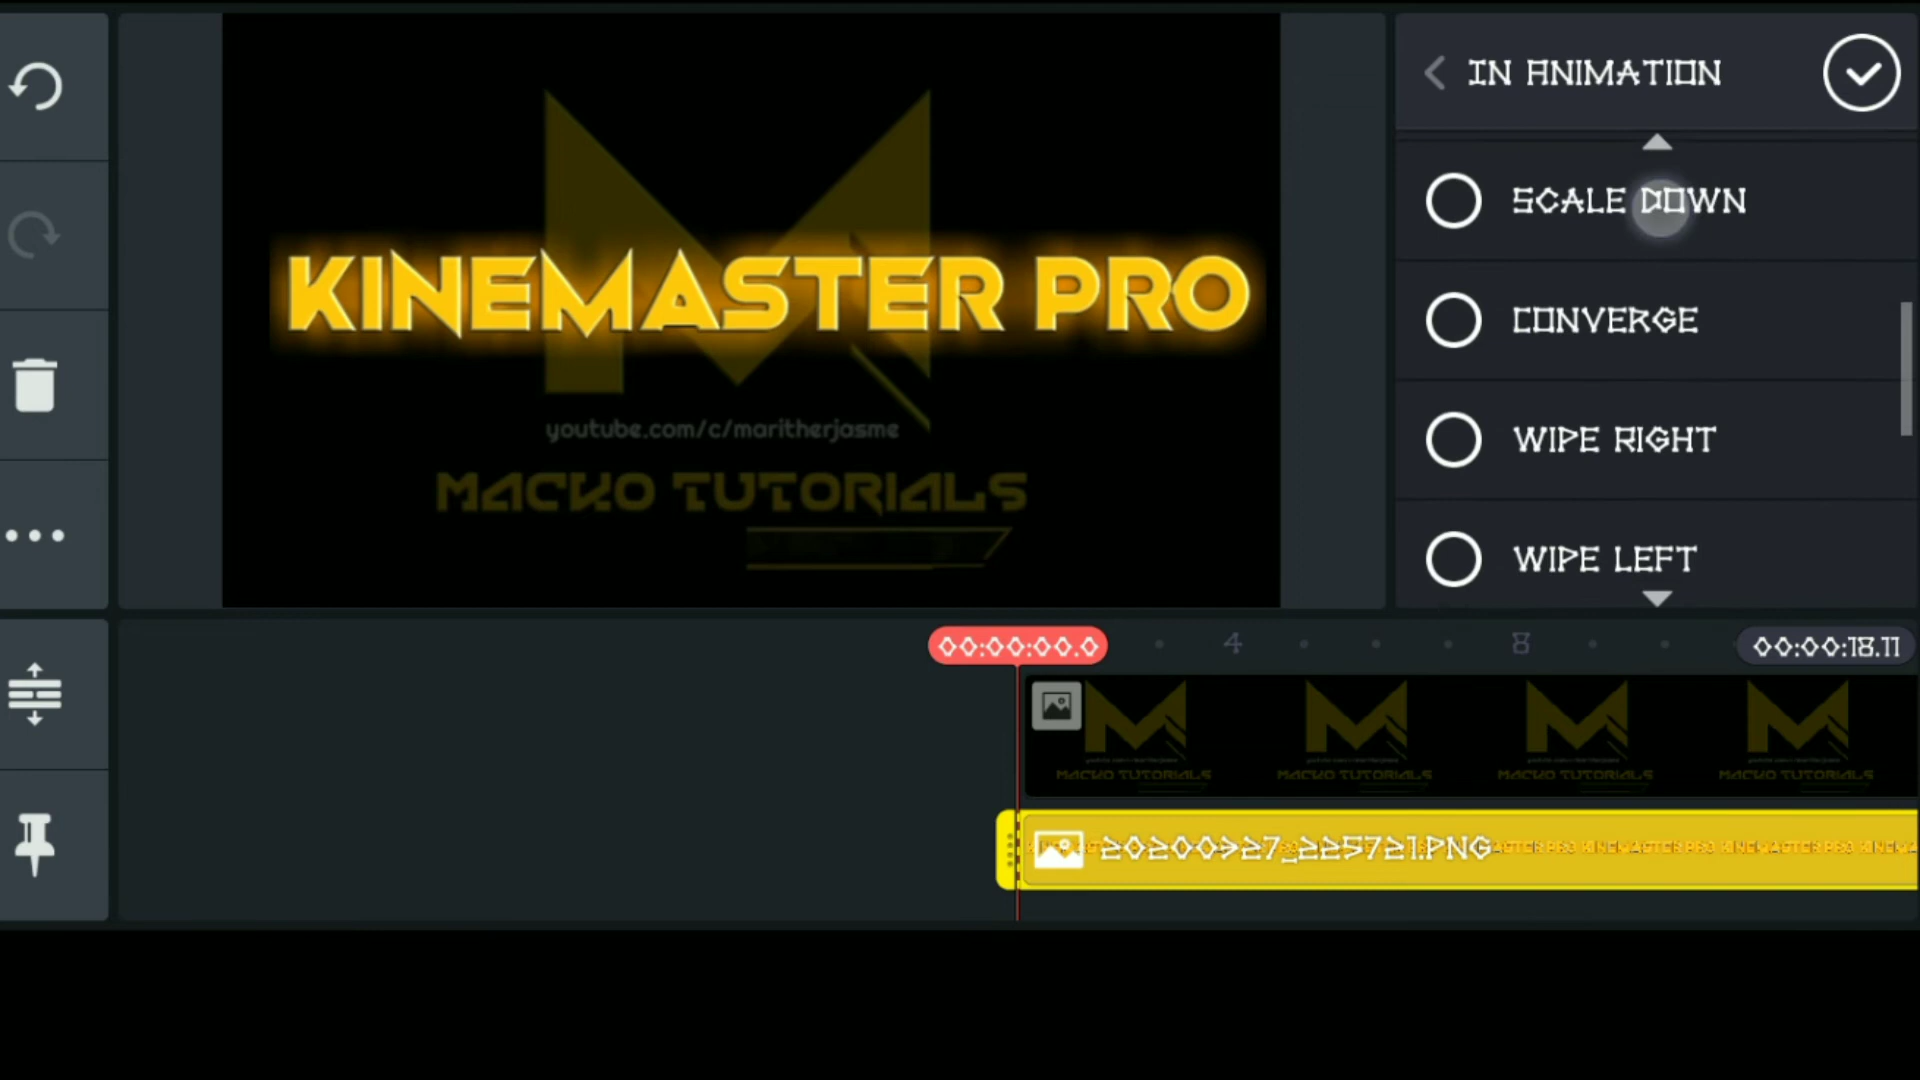 IN ANIMATION
SCALE DOWN
CONVERGE
WIPE RIGHT
WIPE LEFT
KINEMASTER PRO
youtube.com/c/maritherjasme
MACKO TUTORIALS
00:00:00.0
4
8
00:00:18.11
MACKO TUTORIALS MACKO TUTORIALS MACKO TUTORIALS MACKO TUTORIALS
20200927_225721.PNG